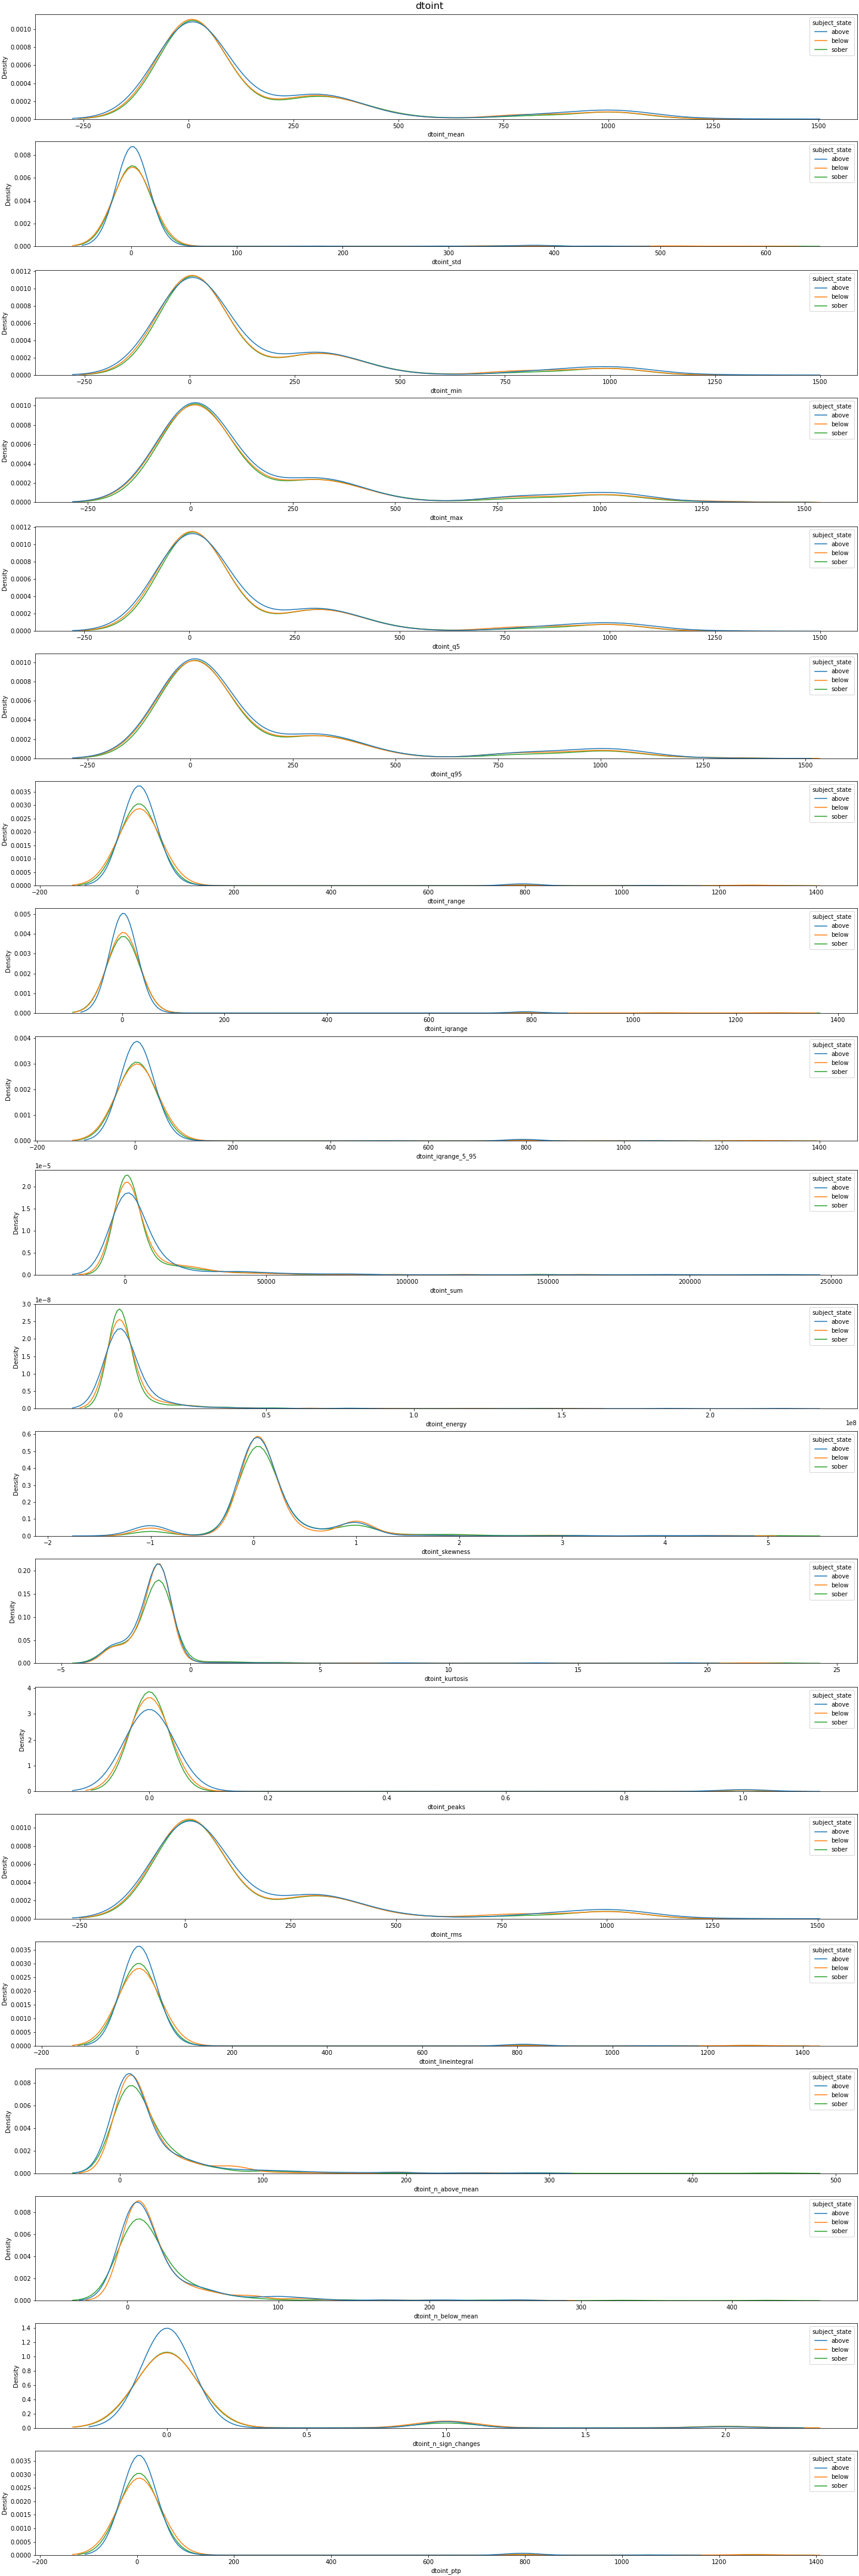 dtoint
subject_state
above
below
sober
Density
0.0010
0.0008
0.0006
0.0004
0.0002
0.0000
−250 0 250 500 750 1000 1250 1500
dtoint_mean
subject_state
above
below
sober
Density
0.008
0.006
0.004
0.002
0.000
0 100 200 300 400 500 600
dtoint_std
subject_state
above
below
sober
Density
0.0012
0.0010
0.0008
0.0006
0.0004
0.0002
0.0000
−250 0 250 500 750 1000 1250 1500
dtoint_min
subject_state
above
below
sober
Density
0.0010
0.0008
0.0006
0.0004
0.0002
0.0000
−250 0 250 500 750 1000 1250 1500
dtoint_max
subject_state
above
below
sober
Density
0.0012
0.0010
0.0008
0.0006
0.0004
0.0002
0.0000
−250 0 250 500 750 1000 1250 1500
dtoint_q5
subject_state
above
below
sober
Density
0.0010
0.0008
0.0006
0.0004
0.0002
0.0000
−250 0 250 500 750 1000 1250 1500
dtoint_q95
subject_state
above
below
sober
Density
0.0035
0.0030
0.0025
0.0020
0.0015
0.0010
0.0005
0.0000
−200 0 200 400 600 800 1000 1200 1400
dtoint_range
subject_state
above
below
sober
Density
0.005
0.004
0.003
0.002
0.001
0.000
0 200 400 600 800 1000 1200 1400
dtoint_iqrange
subject_state
above
below
sober
Density
0.004
0.003
0.002
0.001
0.000
−200 0 200 400 600 800 1000 1200 1400
dtoint_iqrange_5_95
1e−5
subject_state
above
below
sober
Density
2.0
1.5
1.0
0.5
0.0
0 50000 100000 150000 200000 250000
dtoint_sum
1e−8
subject_state
above
below
sober
Density
3.0
2.5
2.0
1.5
1.0
0.5
0.0
0.0 0.5 1.0 1.5 2.0
dtoint_energy
1e8
subject_state
above
below
sober
Density
0.6
0.5
0.4
0.3
0.2
0.1
0.0
−2 −1 0 1 2 3 4 5
dtoint_skewness
subject_state
above
below
sober
Density
0.20
0.15
0.10
0.05
0.00
−5 0 5 10 15 20 25
dtoint_kurtosis
subject_state
above
below
sober
Density
4
3
2
1
0
0.0 0.2 0.4 0.6 0.8 1.0
dtoint_peaks
subject_state
above
below
sober
Density
0.0010
0.0008
0.0006
0.0004
0.0002
0.0000
−250 0 250 500 750 1000 1250 1500
dtoint_rms
subject_state
above
below
sober
Density
0.0035
0.0030
0.0025
0.0020
0.0015
0.0010
0.0005
0.0000
−200 0 200 400 600 800 1000 1200 1400
dtoint_lineintegral
subject_state
above
below
sober
Density
0.008
0.006
0.004
0.002
0.000
0 100 200 300 400 500
dtoint_n_above_mean
subject_state
above
below
sober
Density
0.008
0.006
0.004
0.002
0.000
0 100 200 300 400
dtoint_n_below_mean
subject_state
above
below
sober
Density
1.4
1.2
1.0
0.8
0.6
0.4
0.2
0.0
0.0 0.5 1.0 1.5 2.0
dtoint_n_sign_changes
subject_state
above
below
sober
Density
0.0035
0.0030
0.0025
0.0020
0.0015
0.0010
0.0005
0.0000
−200 0 200 400 600 800 1000 1200 1400
dtoint_ptp